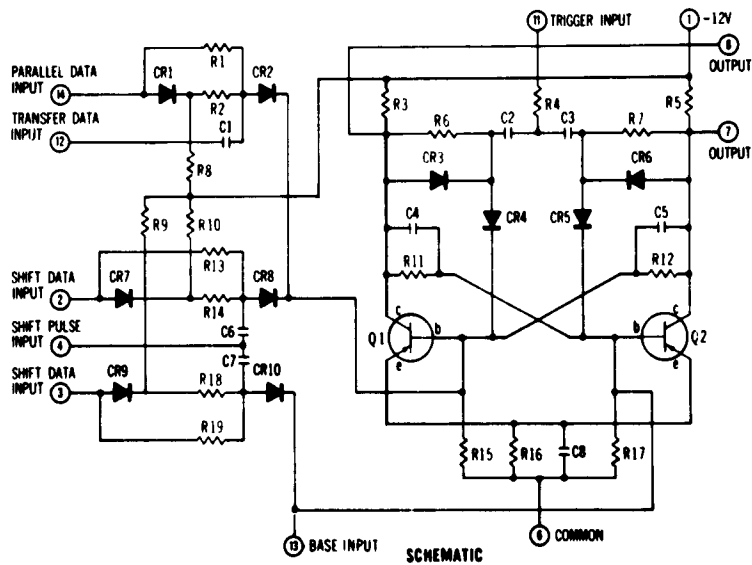 11 TRIGGER INPUT
1 -12V
8
OUTPUT
R1
PARALLEL DATA
INPUT
14
CR1
CR2
R2
TRANSFER DATA
INPUT
12
C1
R3
R4
R5
R6
C2
C3
R7
7
OUTPUT
R8
CR3
CR6
R9
R10
CR4
CR5
C4
C5
R13
R11
R12
SHIFT DATA
INPUT
2
CR7
CR8
R14
SHIFT PULSE
INPUT
4
C6
C7
c
b
e
Q1
c
b
e
Q2
SHIFT DATA
INPUT
3
CR9
R18
CR10
R19
R15
R16
C8
R17
13 BASE INPUT
6 COMMON
SCHEMATIC